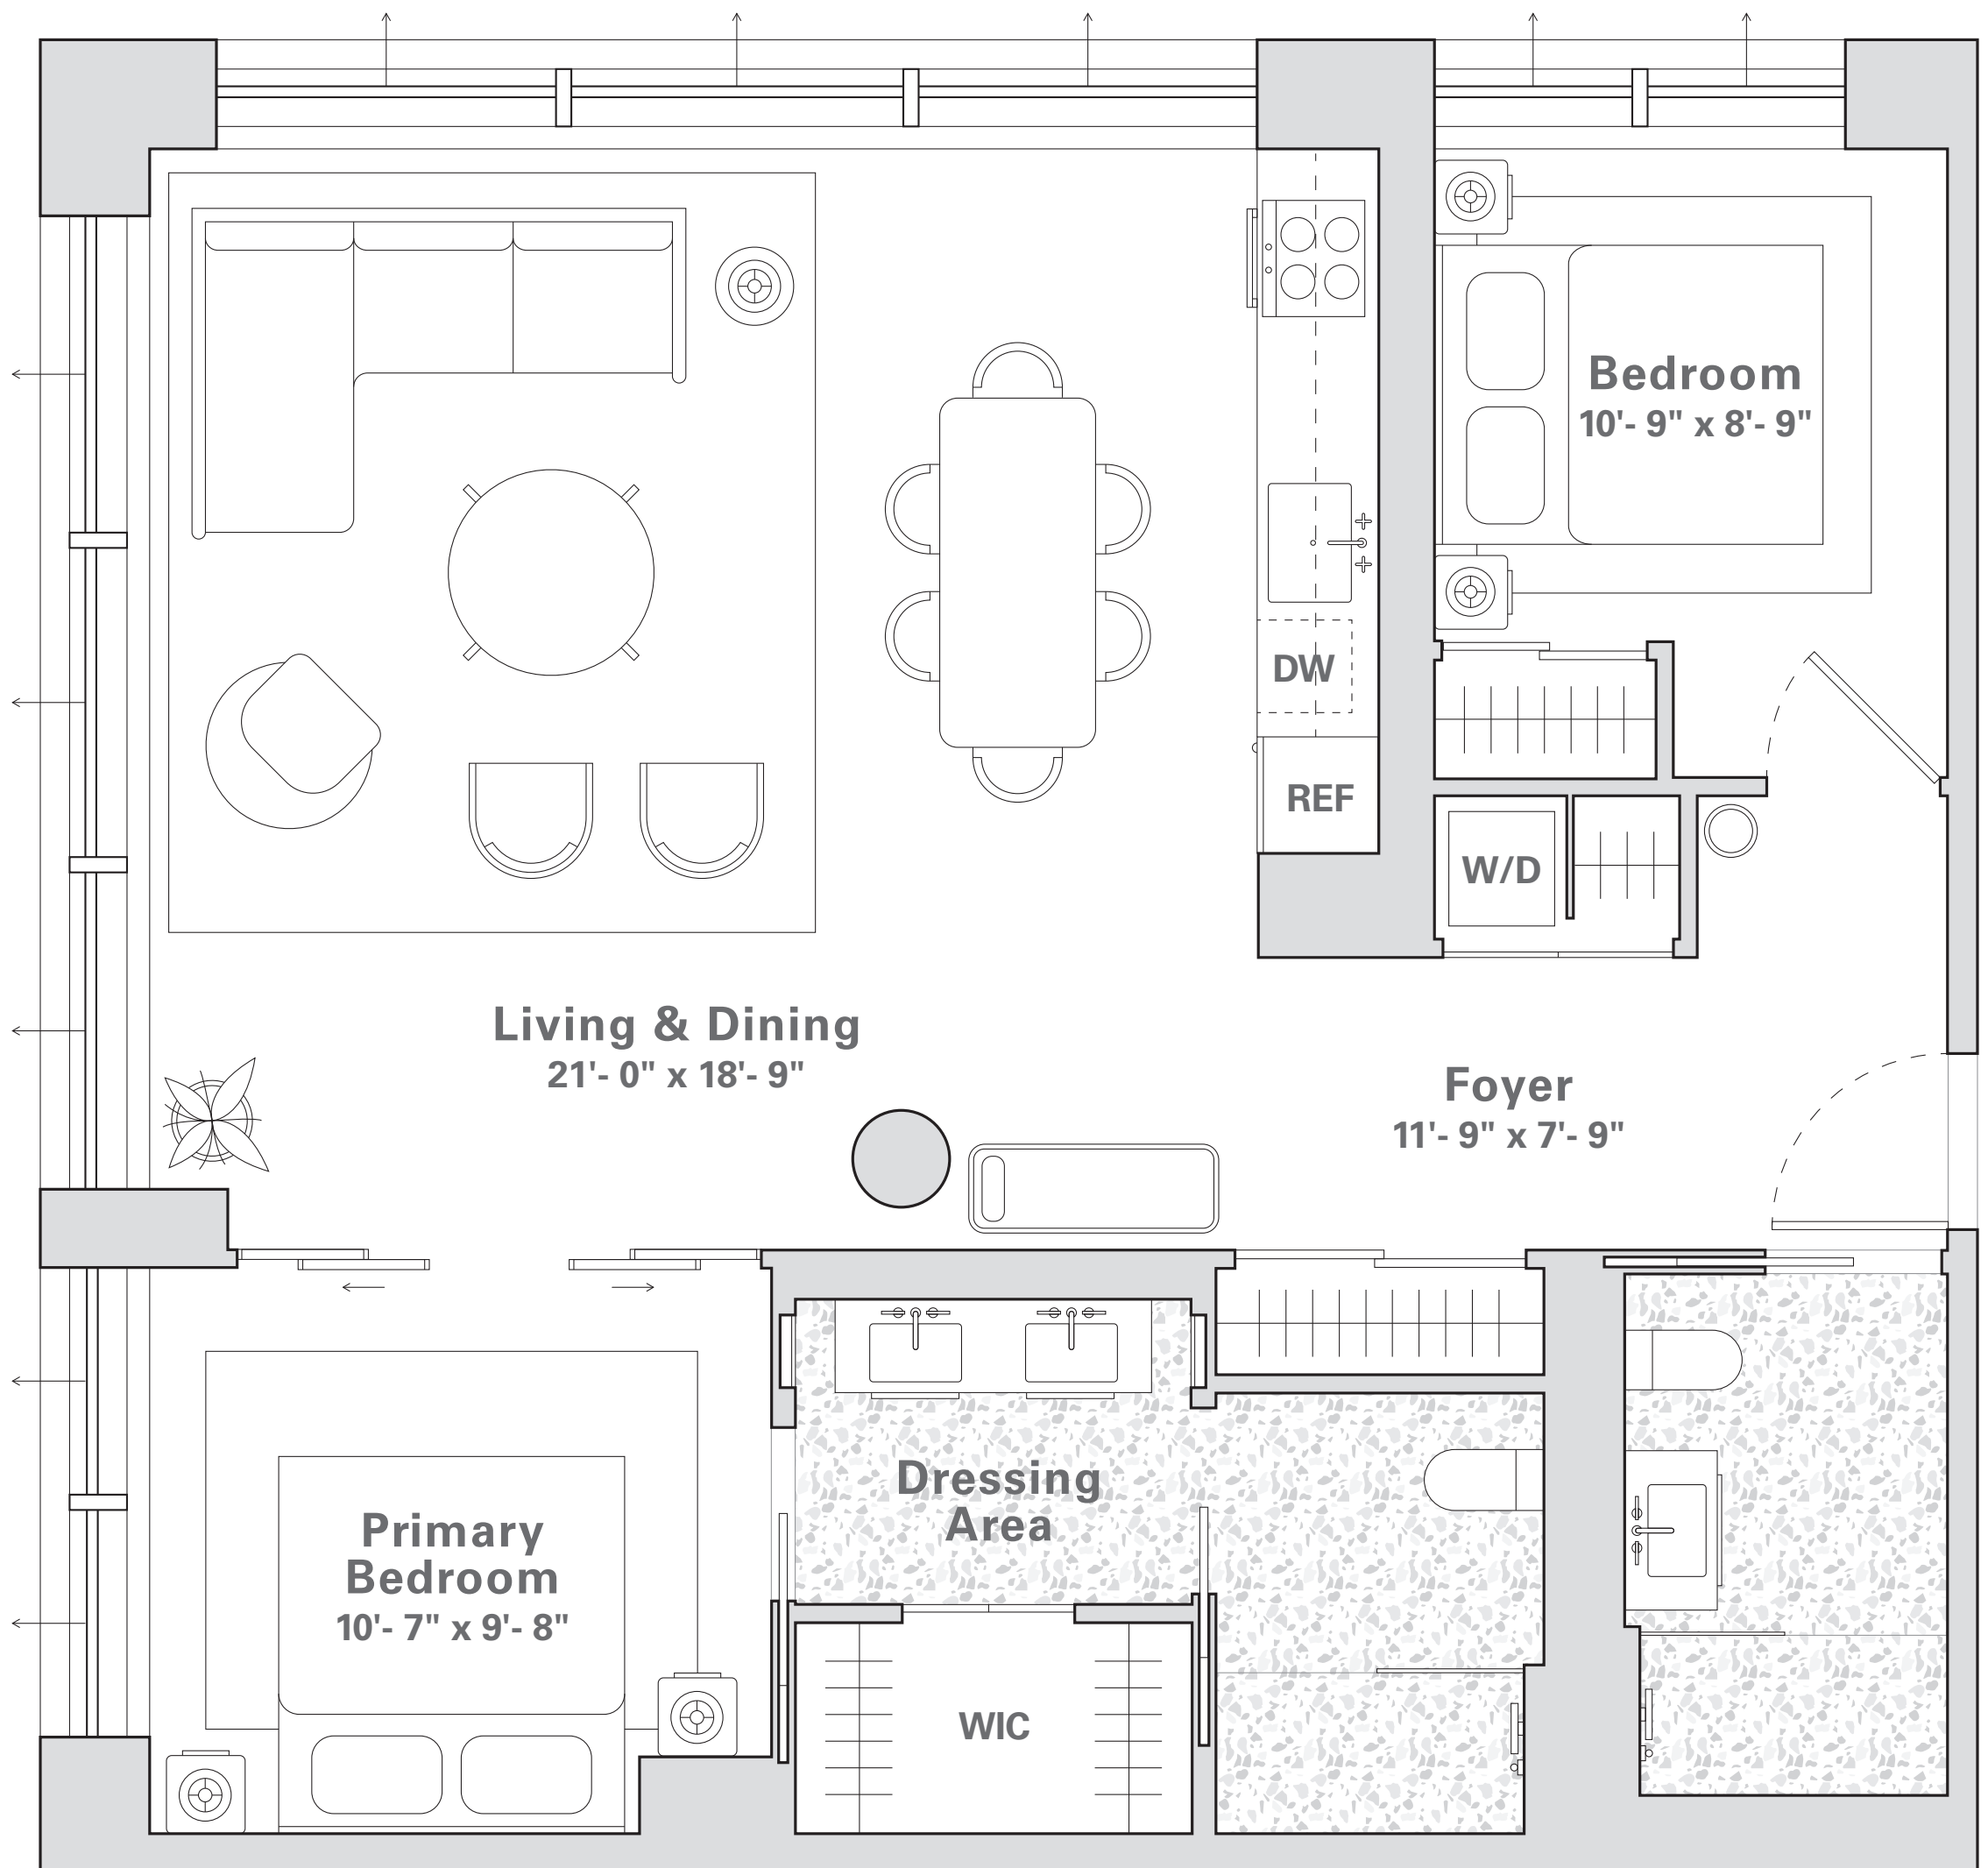 Bedroom
10'- 9" x 8'- 9"
DW
REF
W/D
Living & Dining
21'- 0" x 18'- 9"
Foyer
11'- 9" x 7'- 9"
Dressing
Area
Primary
Bedroom
10'- 7" x 9'- 8"
WIC